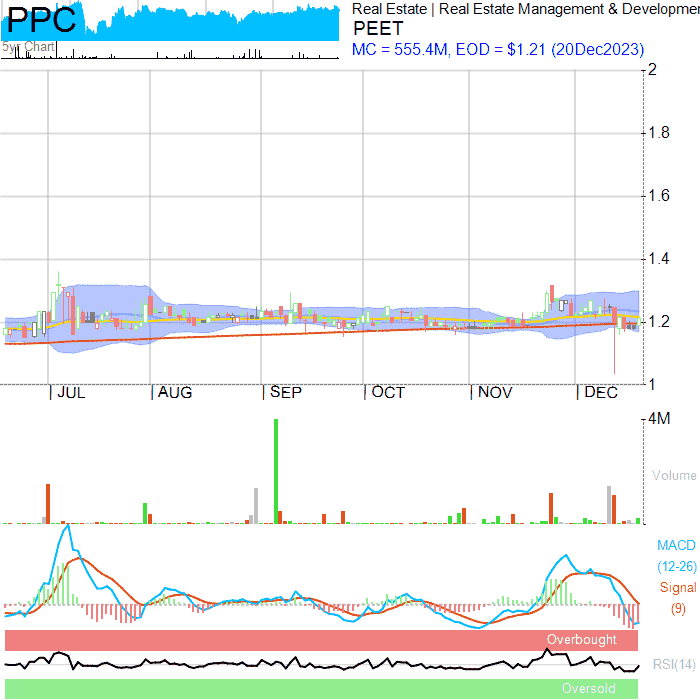 PPC
5yr Chart
Real Estate | Real Estate Management & Developmen
PEET
MC = 555.4M, EOD = $1.21 (20Dec2023)
2
1.8
1.6
1.4
1.2
1
JUL AUG SEP OCT NOV DEC
4M
Volume
MACD
(12-26)
Signal
(9)
Overbought
RSI(14)
Oversold